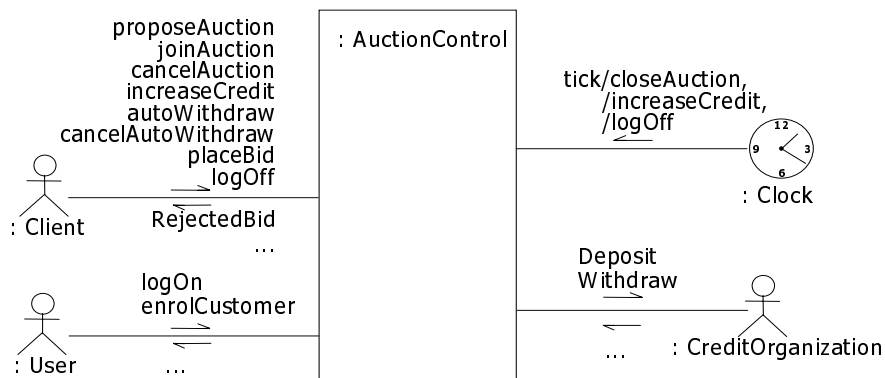 proposeAuction
joinAuction
cancelAuction
increaseCredit
autoWithdraw
cancelAutoWithdraw
placeBid
logOff
: Client
RejectedBid
...
logOn
enrolCustomer
: User
...
: AuctionControl
tick/closeAuction,
/increaseCredit,
/logOff
12
9
3
6
: Clock
Deposit
Withdraw
...
: CreditOrganization